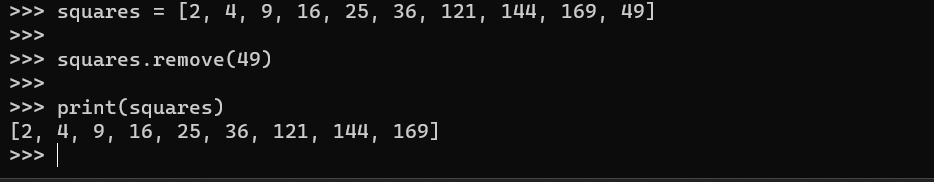 >>> squares = [2, 4, 9, 16, 25, 36, 121, 144, 169, 49]
>>>
>>> squares.remove(49)
>>>
>>> print(squares)
[2, 4, 9, 16, 25, 36, 121, 144, 169]
>>>